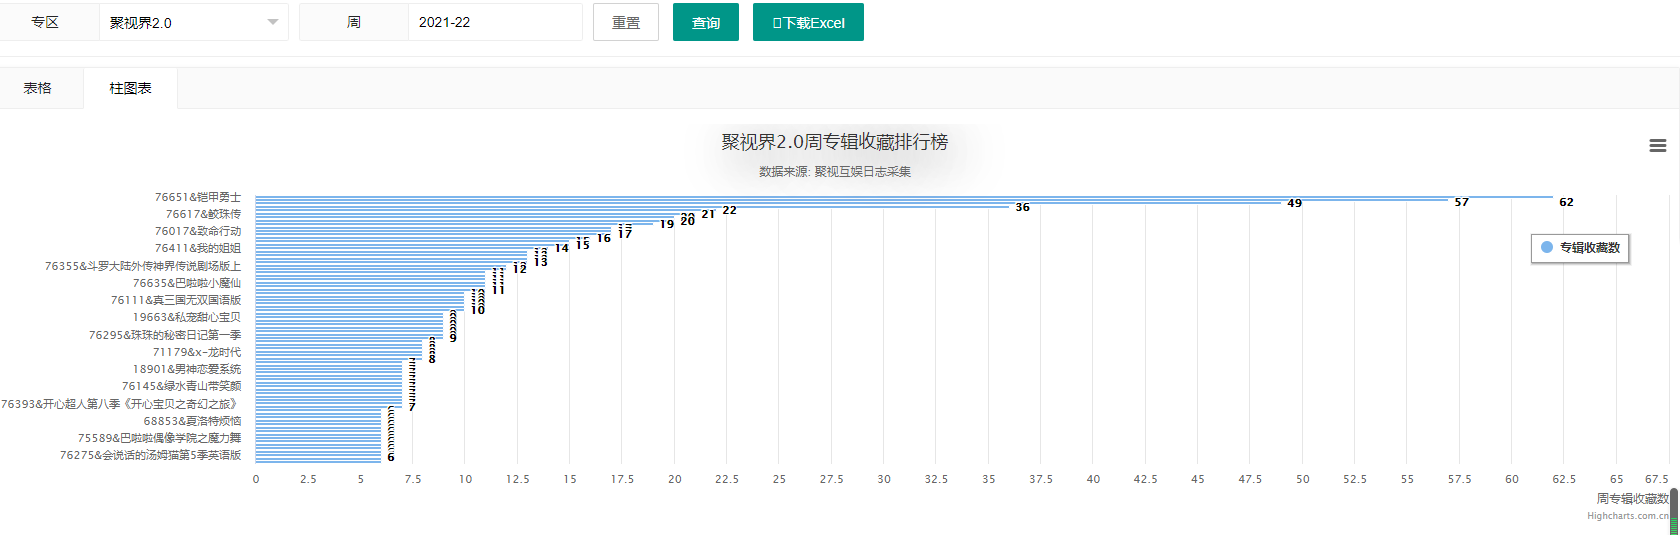 专区 聚视界2.0 周 2021-22 重置 查询 下载Excel
表格 柱图表
聚视界2.0周专辑收藏排行榜
数据来源: 聚视互娱日志采集
76651&铠甲勇士
62
57
49
36
76617&鲛珠传
22
21
20
19
76017&致命行动
17
16
15
76411&我的姐姐
14
13
76355&斗罗大陆外传神界传说剧场版上
12
76635&巴啦啦小魔仙
11
76111&真三国无双国语版
10
19663&私宠甜心宝贝
76295&珠珠的秘密日记第一季
9
71179&x-龙时代
8
18901&男神恋爱系统
76145&绿水青山带笑颜
76393&开心超人第八季《开心宝贝之奇幻之旅》
7
68853&夏洛特烦恼
75589&巴啦啦偶像学院之魔力舞
76275&会说话的汤姆猫第5季英语版
6
专辑收藏数
0 2.5 5 7.5 10 12.5 15 17.5 20 22.5 25 27.5 30 32.5 35 37.5 40 42.5 45 47.5 50 52.5 55 57.5 60 62.5 65 67.5
周专辑收藏数
Highcharts.com.cn